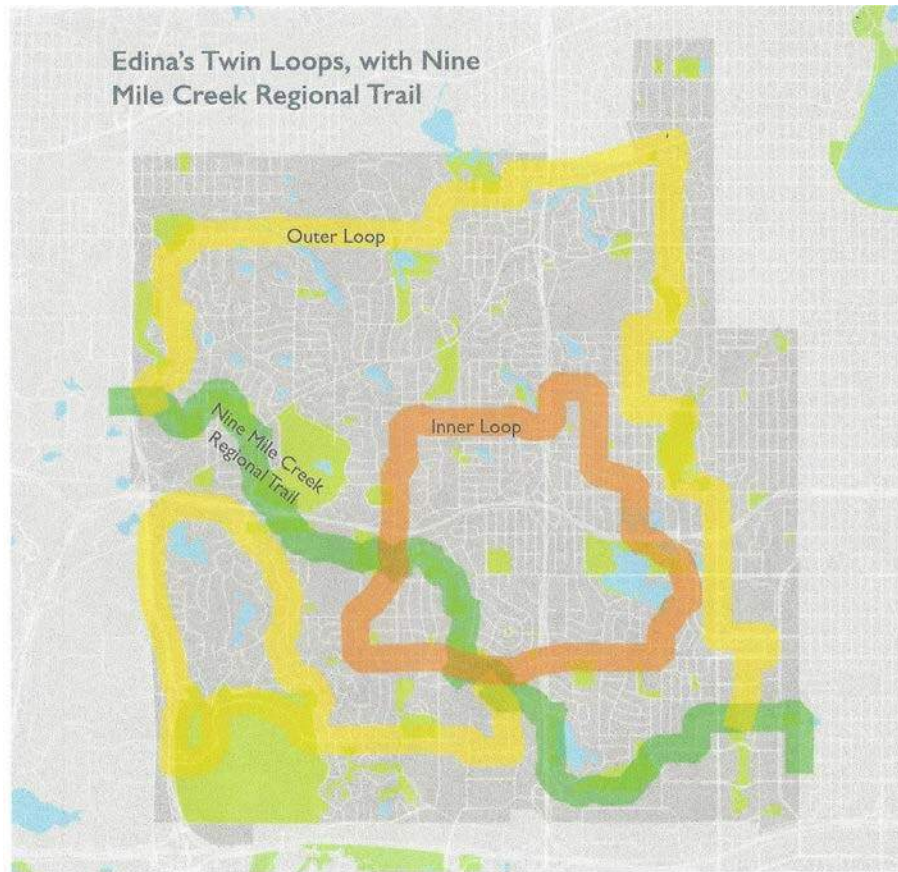 Edina's Twin Loops, with Nine
Mile Creek Regional Trail
Outer Loop
Nine Mile Creek
Regional Trail
Inner Loop